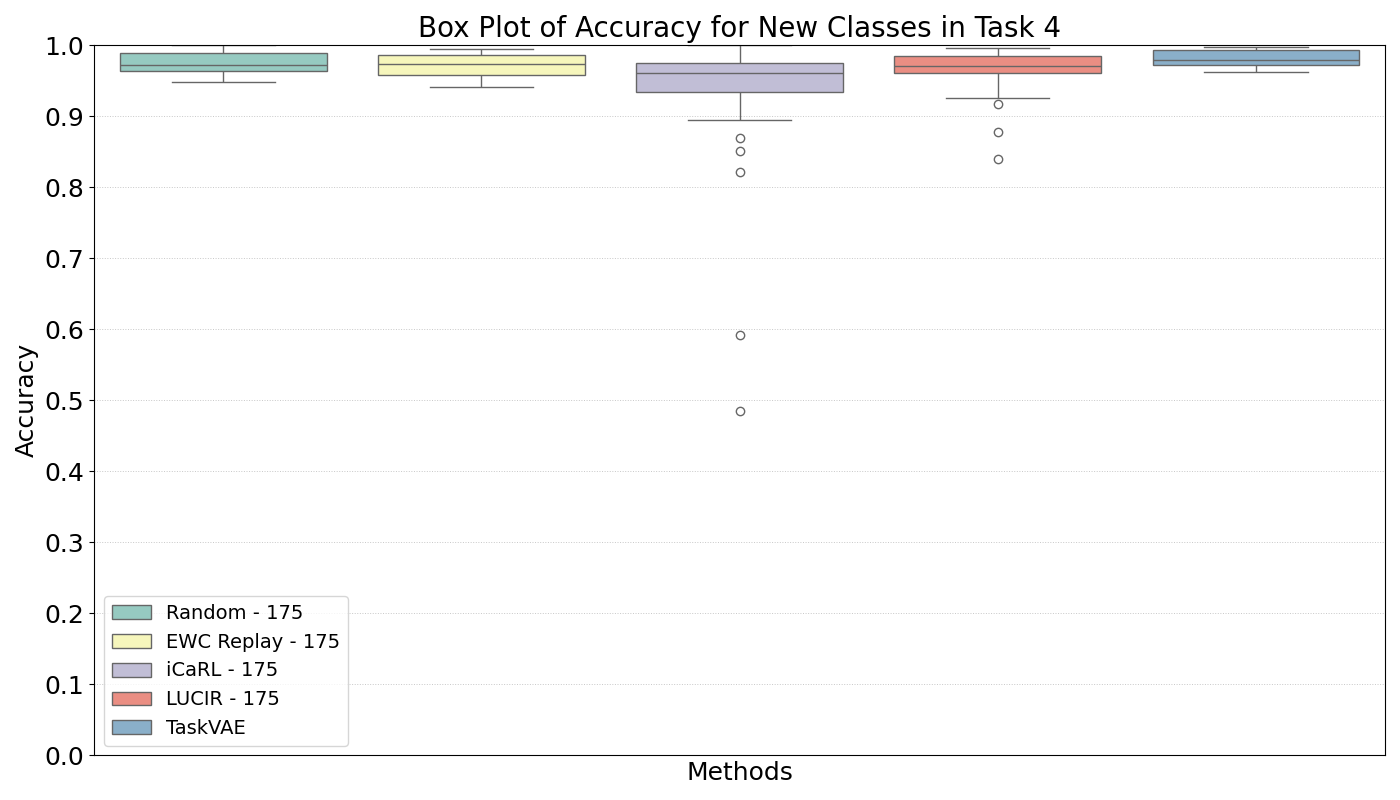 Box Plot of Accuracy for New Classes in Task 4
1.0
0.9
0.8
0.7
0.6
0.5
0.4
0.3
0.2
0.1
0.0
Accuracy
Random - 175
EWC Replay - 175
iCaRL - 175
LUCIR - 175
TaskVAE
Methods